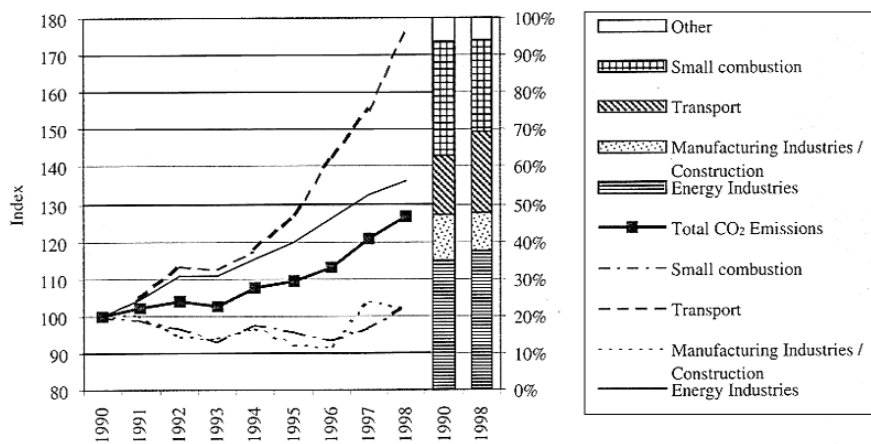 180
170
160
150
140
130
120
110
100
90
80
Index
1990
1991
1992
1993
1994
1995
1996
1997
1998
1990
1998
100%
90%
80%
70%
60%
50%
40%
30%
20%
10%
0%
Other
Small combustion
Transport
Manufacturing Industries /
Construction
Energy Industries
Total CO₂ Emissions
Small combustion
Transport
Manufacturing Industries /
Construction
Energy Industries